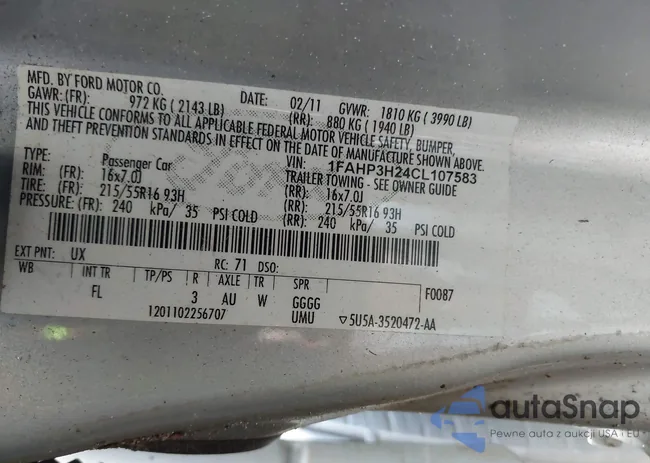 MFD. BY FORD MOTOR CO.
DATE: 02/11 GVWR: 1810 KG ( 3990 LB)
GAWR: (FR): 972 KG ( 2143 LB) (RR): 880 KG ( 1940 LB)
THIS VEHICLE CONFORMS TO ALL APPLICABLE FEDERAL MOTOR VEHICLE SAFETY, BUMPER,
AND THEFT PREVENTION STANDARDS IN EFFECT ON THE DATE OF MANUFACTURE SHOWN ABOVE.
VIN: 1FAHP3H24CL107583
TYPE: Passenger Car TRAILER TOWING - SEE OWNER GUIDE
RIM: (FR) 16x7.0J (RR) 16x7.0J
TIRE: (FR) 215/55R16 93H (RR) 215/55R16 93H
PRESSURE: (FR) 240 kPa/ 35 PSI COLD (RR) 240 kPa/ 35 PSI COLD
EXT PNT: UX RC: 71 DSO:
WB INT TR TP/PS R AXLE TR SPR
FL 3 AU W GGGG F0087
1201102256707 UMU ▽5U5A-3520472-AA
autoSnap
Pewne auta z aukcji USA i EU